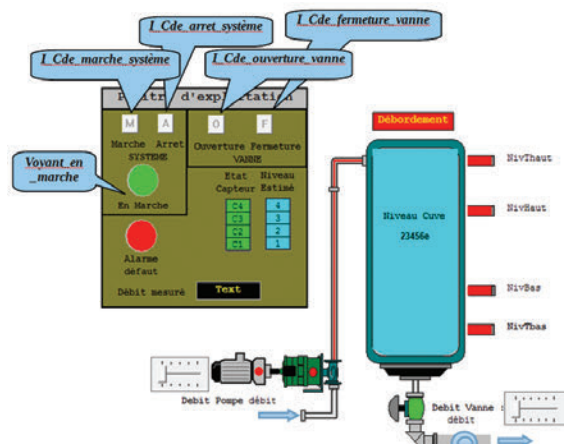 I_Cde_arret_système
I_Cde_fermeture_vanne
I_Cde_marche_système
I_Cde_ouverture_vanne
Pupitre d'exploitation
M A O F
Marche Arret
SYSTEME
Ouverture Fermeture
VANNE
Voyant_en
_marche
En Marche
Etat
Capteur
Niveau
Estimé
C4 4
C3 3
C2 2
C1 1
Alarme
défaut
Débit mesuré
Text
Débordement
NivThaut
NivHaut
Niveau Cuve
23456e
NivBas
NivTbas
Debit Pompe débit
Debit Vanne :
débit